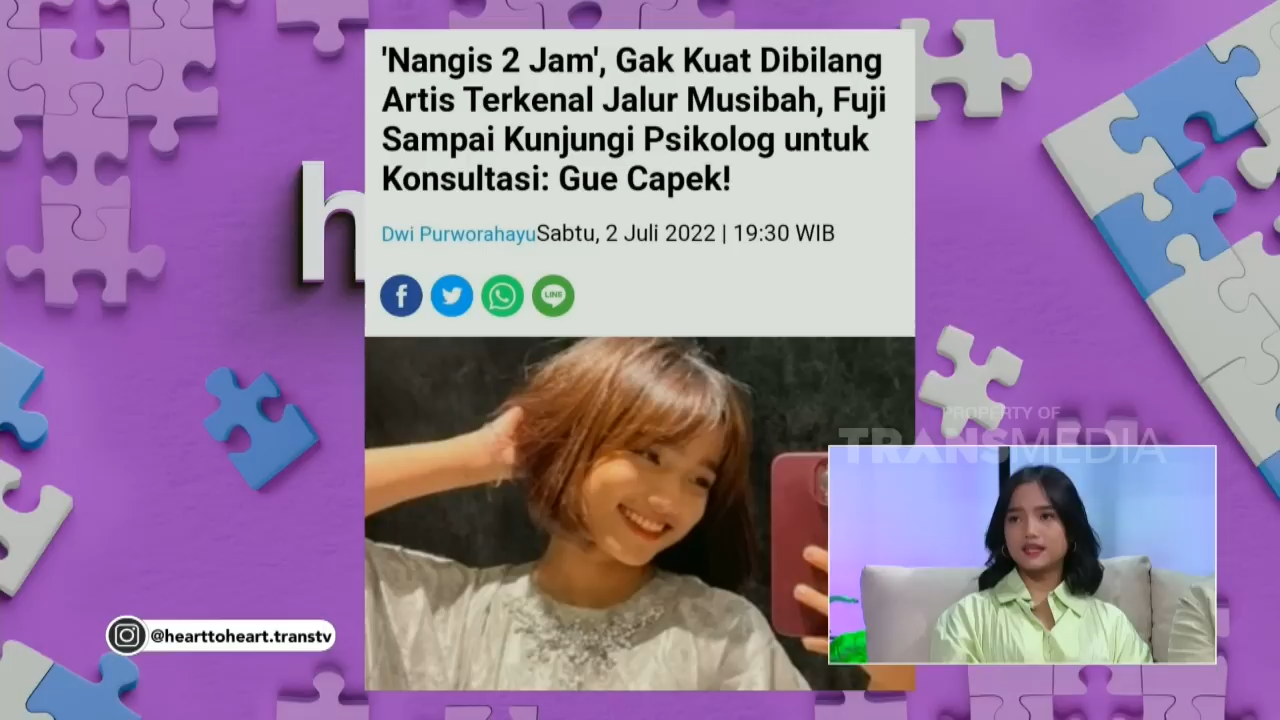 'Nangis 2 Jam', Gak Kuat Dibilang
Artis Terkenal Jalur Musibah, Fuji
Sampai Kunjungi Psikolog untuk
Konsultasi: Gue Capek!
Dwi PurworahayuSabtu, 2 Juli 2022 | 19:30 WIB
LINE
h
PROPERTY OF
TRANSMEDIA
@hearttoheart.transtv